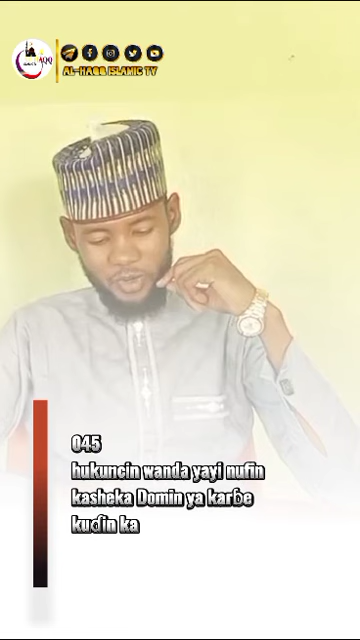 AL-HAQQ ISLAMIC TV
045
hukuncin wanda yayi nufin
kasheka Domin ya karɓe
kuɗin ka